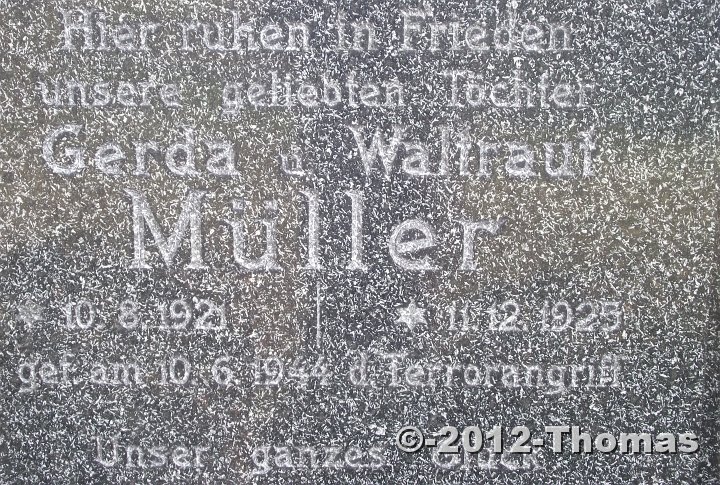 Hier ruhen in Frieden
unsere geliebten Töchter
Gerda u. Waltraut
Müller
* 10. 8. 1921 * 11. 12. 1925
gef. am 10. 6. 1944 d. Terrorangriff
Unser ganzes Glück
©-2012-Thomas